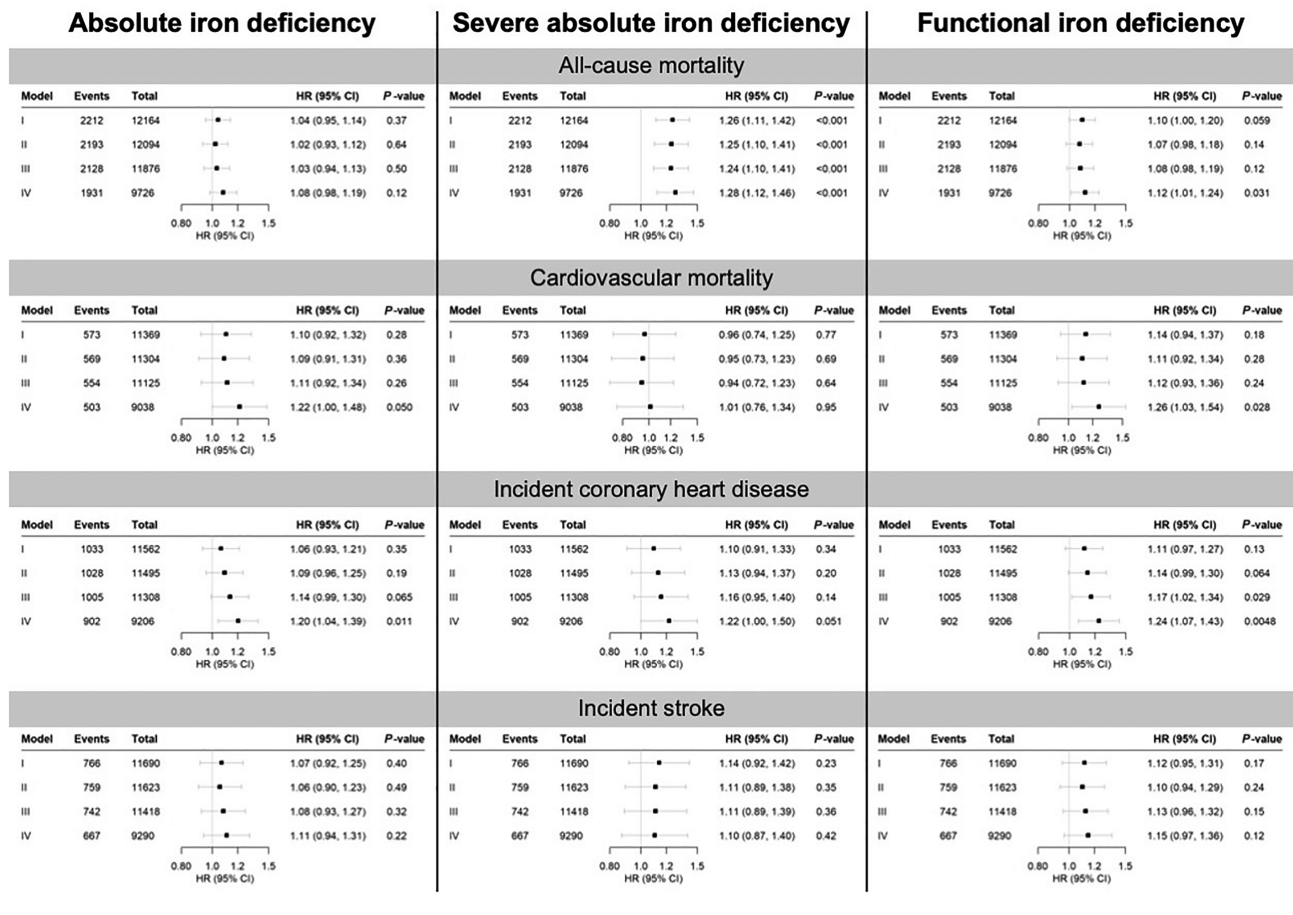 Absolute iron deficiency Severe absolute iron deficiency Functional iron deficiency
All-cause mortality
Model Events Total HR (95% CI) P-value Model Events Total HR (95% CI) P-value Model Events Total HR (95% CI) P-value
I 2212 12164 1.04 (0.95, 1.14) 0.37 I 2212 12164 1.26 (1.11, 1.42) <0.001 I 2212 12164 1.10 (1.00, 1.20) 0.059
II 2193 12094 1.02 (0.93, 1.12) 0.64 II 2193 12094 1.25 (1.10, 1.41) <0.001 II 2193 12094 1.07 (0.98, 1.18) 0.14
III 2128 11876 1.03 (0.94, 1.13) 0.50 III 2128 11876 1.24 (1.10, 1.41) <0.001 III 2128 11876 1.08 (0.98, 1.19) 0.12
IV 1931 9726 1.08 (0.98, 1.19) 0.12 IV 1931 9726 1.28 (1.12, 1.46) <0.001 IV 1931 9726 1.12 (1.01, 1.24) 0.031
0.80 1.0 1.2 1.5 0.80 1.0 1.2 1.5 0.80 1.0 1.2 1.5
HR (95% CI) HR (95% CI) HR (95% CI)
Cardiovascular mortality
Model Events Total HR (95% CI) P-value Model Events Total HR (95% CI) P-value Model Events Total HR (95% CI) P-value
I 573 11369 1.10 (0.92, 1.32) 0.28 I 573 11369 0.96 (0.74, 1.25) 0.77 I 573 11369 1.14 (0.94, 1.37) 0.18
II 569 11304 1.09 (0.91, 1.31) 0.36 II 569 11304 0.95 (0.73, 1.23) 0.69 II 569 11304 1.11 (0.92, 1.34) 0.28
III 554 11125 1.11 (0.92, 1.34) 0.26 III 554 11125 0.94 (0.72, 1.23) 0.64 III 554 11125 1.12 (0.93, 1.36) 0.24
IV 503 9038 1.22 (1.00, 1.48) 0.050 IV 503 9038 1.01 (0.76, 1.34) 0.95 IV 503 9038 1.26 (1.03, 1.54) 0.028
0.80 1.0 1.2 1.5 0.80 1.0 1.2 1.5 0.80 1.0 1.2 1.5
HR (95% CI) HR (95% CI) HR (95% CI)
Incident coronary heart disease
Model Events Total HR (95% CI) P-value Model Events Total HR (95% CI) P-value Model Events Total HR (95% CI) P-value
I 1033 11562 1.06 (0.93, 1.21) 0.35 I 1033 11562 1.10 (0.91, 1.33) 0.34 I 1033 11562 1.11 (0.97, 1.27) 0.13
II 1028 11495 1.09 (0.96, 1.25) 0.19 II 1028 11495 1.13 (0.94, 1.37) 0.20 II 1028 11495 1.14 (0.99, 1.30) 0.064
III 1005 11308 1.14 (0.99, 1.30) 0.065 III 1005 11308 1.16 (0.95, 1.40) 0.14 III 1005 11308 1.17 (1.02, 1.34) 0.029
IV 902 9206 1.20 (1.04, 1.39) 0.011 IV 902 9206 1.22 (1.00, 1.50) 0.051 IV 902 9206 1.24 (1.07, 1.43) 0.0048
0.80 1.0 1.2 1.5 0.80 1.0 1.2 1.5 0.80 1.0 1.2 1.5
HR (95% CI) HR (95% CI) HR (95% CI)
Incident stroke
Model Events Total HR (95% CI) P-value Model Events Total HR (95% CI) P-value Model Events Total HR (95% CI) P-value
I 766 11690 1.07 (0.92, 1.25) 0.40 I 766 11690 1.14 (0.92, 1.42) 0.23 I 766 11690 1.12 (0.95, 1.31) 0.17
II 759 11623 1.06 (0.90, 1.23) 0.49 II 759 11623 1.11 (0.89, 1.38) 0.35 II 759 11623 1.10 (0.94, 1.29) 0.24
III 742 11418 1.08 (0.93, 1.27) 0.32 III 742 11418 1.11 (0.89, 1.39) 0.36 III 742 11418 1.13 (0.96, 1.32) 0.15
IV 667 9290 1.11 (0.94, 1.31) 0.22 IV 667 9290 1.10 (0.87, 1.40) 0.42 IV 667 9290 1.15 (0.97, 1.36) 0.12
0.80 1.0 1.2 1.5 0.80 1.0 1.2 1.5 0.80 1.0 1.2 1.5
HR (95% CI) HR (95% CI) HR (95% CI)